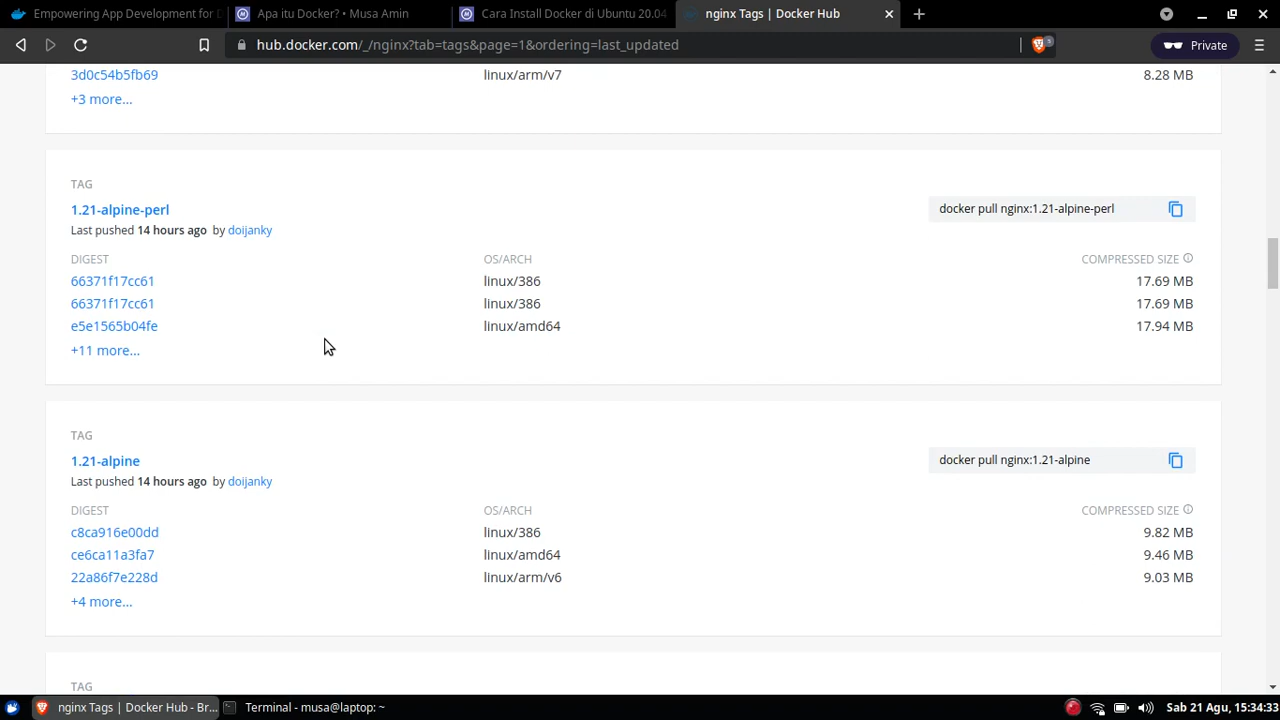 Empowering App Development for D
Apa itu Docker? • Musa Amin
Cara Install Docker di Ubuntu 20.04
nginx Tags | Docker Hub
hub.docker.com/_/nginx?tab=tags&page=1&ordering=last_updated
Private
3d0c54b5fb69 linux/arm/v7 8.28 MB
+3 more...
TAG
1.21-alpine-perl
docker pull nginx:1.21-alpine-perl
Last pushed 14 hours ago by doijanky
DIGEST OS/ARCH COMPRESSED SIZE
66371f17cc61 linux/386 17.69 MB
66371f17cc61 linux/386 17.69 MB
e5e1565b04fe linux/amd64 17.94 MB
+11 more...
TAG
1.21-alpine
docker pull nginx:1.21-alpine
Last pushed 14 hours ago by doijanky
DIGEST OS/ARCH COMPRESSED SIZE
c8ca916e00dd linux/386 9.82 MB
ce6ca11a3fa7 linux/amd64 9.46 MB
22a86f7e228d linux/arm/v6 9.03 MB
+4 more...
TAG
nginx Tags | Docker Hub - Br...
Terminal - musa@laptop: ~
Sab 21 Agu, 15:34:33